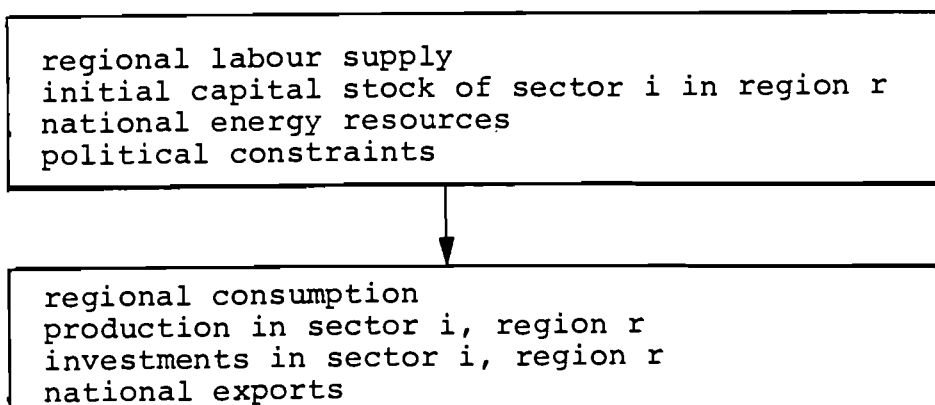 regional labour supply
initial capital stock of sector i in region r
national energy resources
political constraints
regional consumption
production in sector i, region r
investments in sector i, region r
national exports